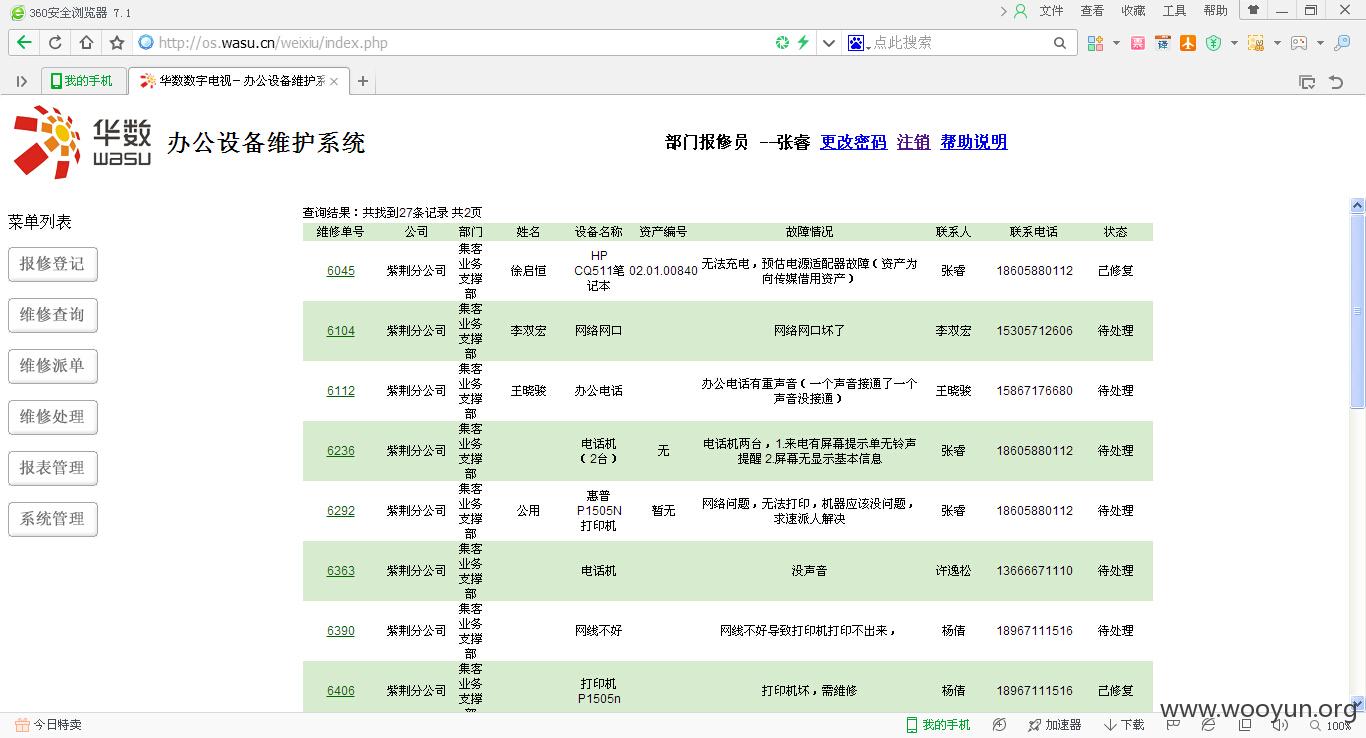 360安全浏览器 7.1
文件 查看 收藏 工具 帮助
http://os.wasu.cn/weixiu/index.php
点此搜索
我的手机
华数数字电视－办公设备维护系
华数
wasu
办公设备维护系统
部门报修员 --张睿 更改密码 注销 帮助说明
菜单列表
报修登记
维修查询
维修派单
维修处理
报表管理
系统管理
查询结果：共找到27条记录 共2页
维修单号 公司 部门 姓名 设备名称 资产编号 故障情况 联系人 联系电话 状态
6045 紫荆分公司 集客业务支撑部 徐启恒 HP CQ511笔记本 02.01.00840 无法充电，预估电源适配器故障（资产为向传媒借用资产） 张睿 18605880112 已修复
6104 紫荆分公司 集客业务支撑部 李双宏 网络网口 网络网口坏了 李双宏 15305712606 待处理
6112 紫荆分公司 集客业务支撑部 王晓骏 办公电话 办公电话有重声音（一个声音接通了一个声音没接通） 王晓骏 15867176680 待处理
6236 紫荆分公司 集客业务支撑部 电话机（2台） 无 电话机两台，1.来电有屏幕提示单无铃声提醒 2.屏幕无显示基本信息 张睿 18605880112 待处理
6292 紫荆分公司 集客业务支撑部 公用 惠普P1505N打印机 暂无 网络问题，无法打印，机器应该没问题，求速派人解决 张睿 18605880112 待处理
6363 紫荆分公司 集客业务支撑部 电话机 没声音 许逸松 13666671110 待处理
6390 紫荆分公司 集客业务支撑部 网线不好 网线不好导致打印机打印不出来， 杨倩 18967111516 待处理
6406 紫荆分公司 集客业务支撑部 打印机P1505n 打印机坏，需维修 杨倩 18967111516 已修复
www.wooyun.org
今日特卖
我的手机 加速器 下载 100%